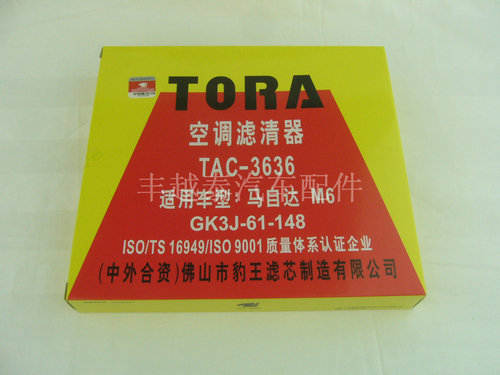 TORA
空调滤清器
TAC-3636
丰越泰汽车配件
适用车型：马自达 M6
GK3J-61-148
ISO/TS 16949/ISO 9001 质量体系认证企业
(中外合资)佛山市豹王滤芯制造有限公司